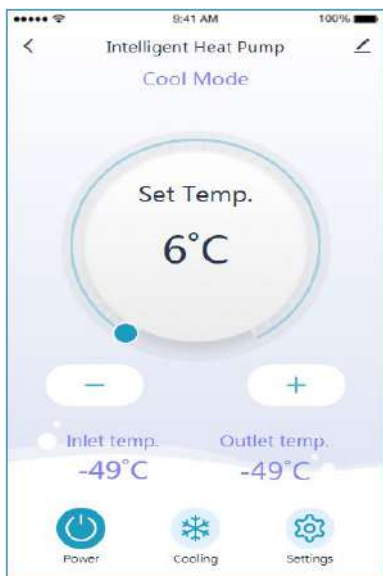 9:41 AM 100%
Intelligent Heat Pump
Cool Mode
Set Temp.
6°C
Inlet temp. Outlet temp.
-49°C -49°C
Power Cooling Settings